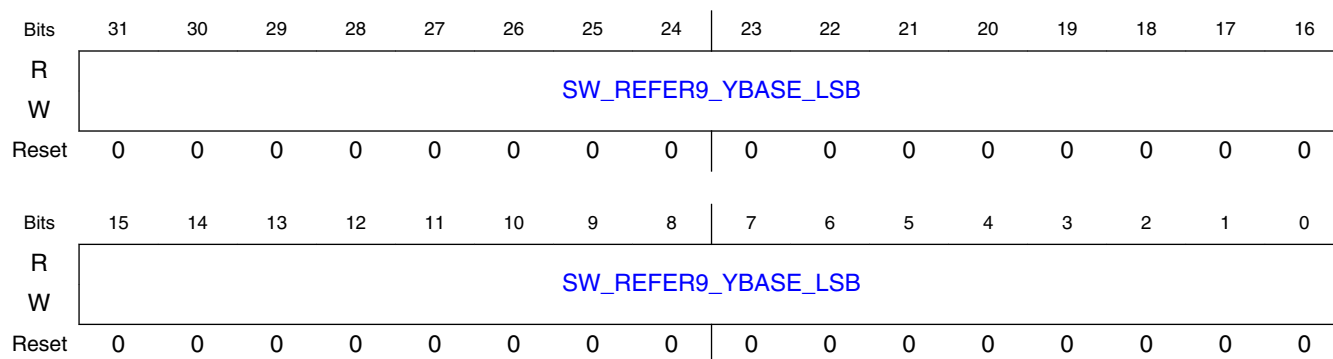 Bits 31 30 29 28 27 26 25 24 23 22 21 20 19 18 17 16
R
SW_REFER9_YBASE_LSB
W
Reset 0 0 0 0 0 0 0 0 0 0 0 0 0 0 0 0
Bits 15 14 13 12 11 10 9 8 7 6 5 4 3 2 1 0
R
SW_REFER9_YBASE_LSB
W
Reset 0 0 0 0 0 0 0 0 0 0 0 0 0 0 0 0